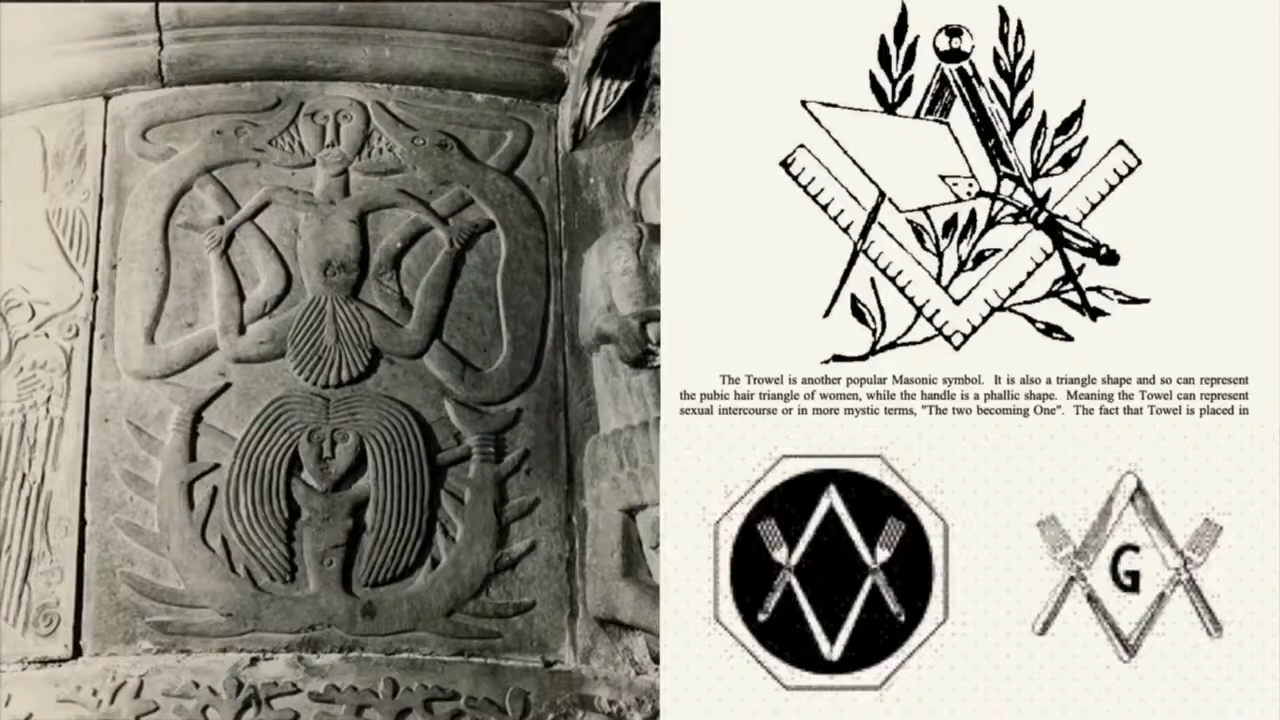 The Trowel is another popular Masonic symbol. It is also a triangle shape and so can represent
the pubic hair triangle of women, while the handle is a phallic shape. Meaning the Towel can represent
sexual intercourse or in more mystic terms, "The two becoming One". The fact that Towel is placed in
G